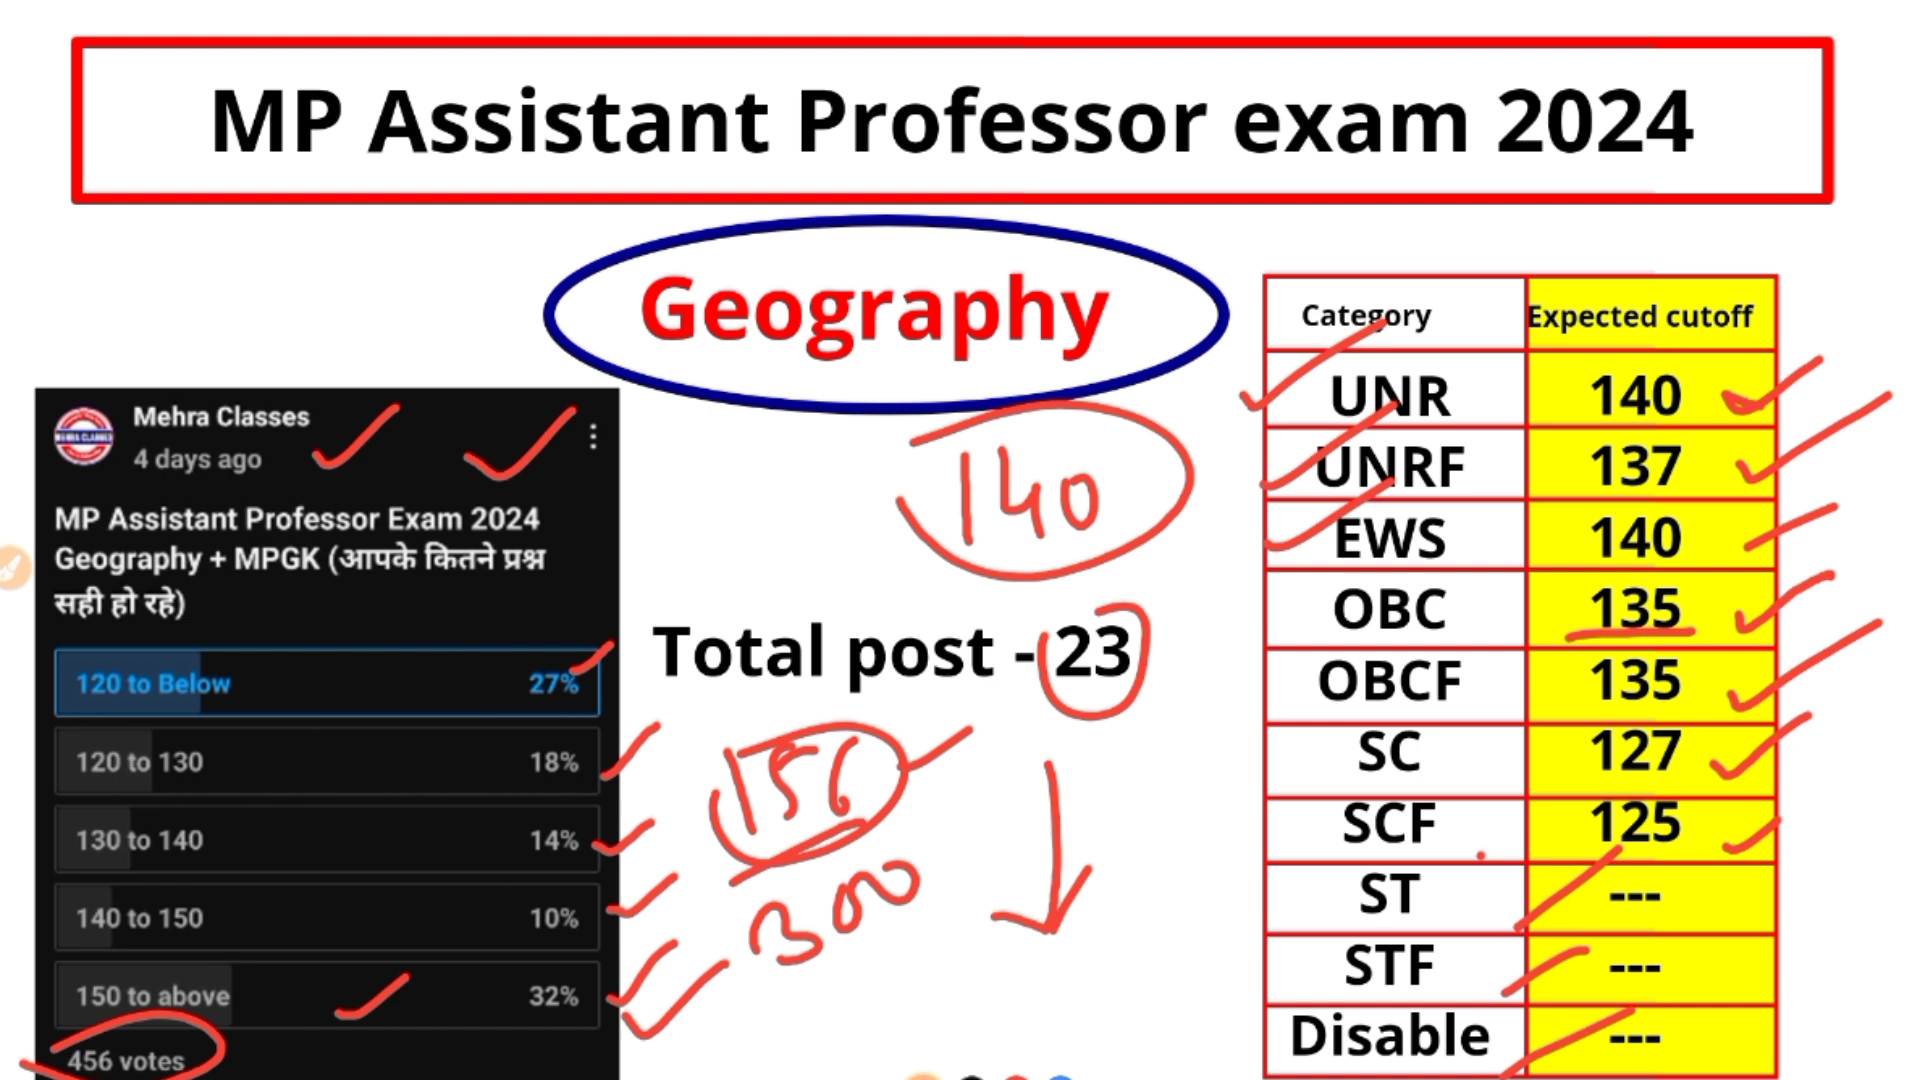 MP Assistant Professor exam 2024
Geography
Mehra Classes
4 days ago
MP Assistant Professor Exam 2024
Geography + MPGK (आपके कितने प्रश्न
सही हो रहे)
120 to Below 27%
120 to 130 18%
130 to 140 14%
140 to 150 10%
150 to above 32%
456 votes
140
Total post - 23
156
300
Category Expected cutoff
UNR 140
UNRF 137
EWS 140
OBC 135
OBCF 135
SC 127
SCF 125
ST ---
STF ---
Disable ---